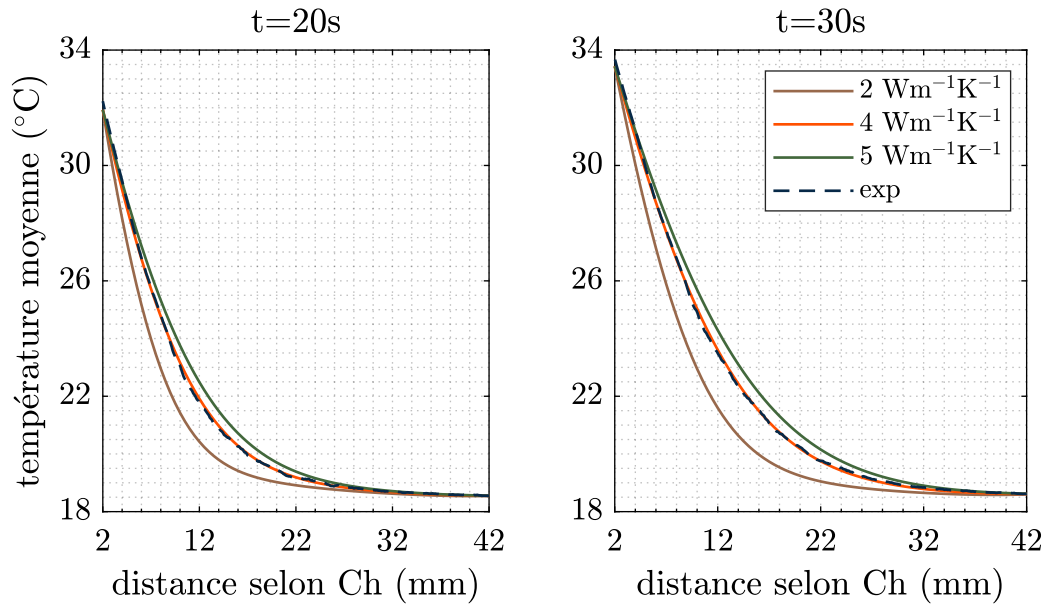 t=20s
t=30s
température moyenne (°C)
34
30
26
22
18
2
12
22
32
42
distance selon Ch (mm)
34
30
26
22
18
2
12
22
32
42
distance selon Ch (mm)
2 Wm⁻¹K⁻¹
4 Wm⁻¹K⁻¹
5 Wm⁻¹K⁻¹
exp